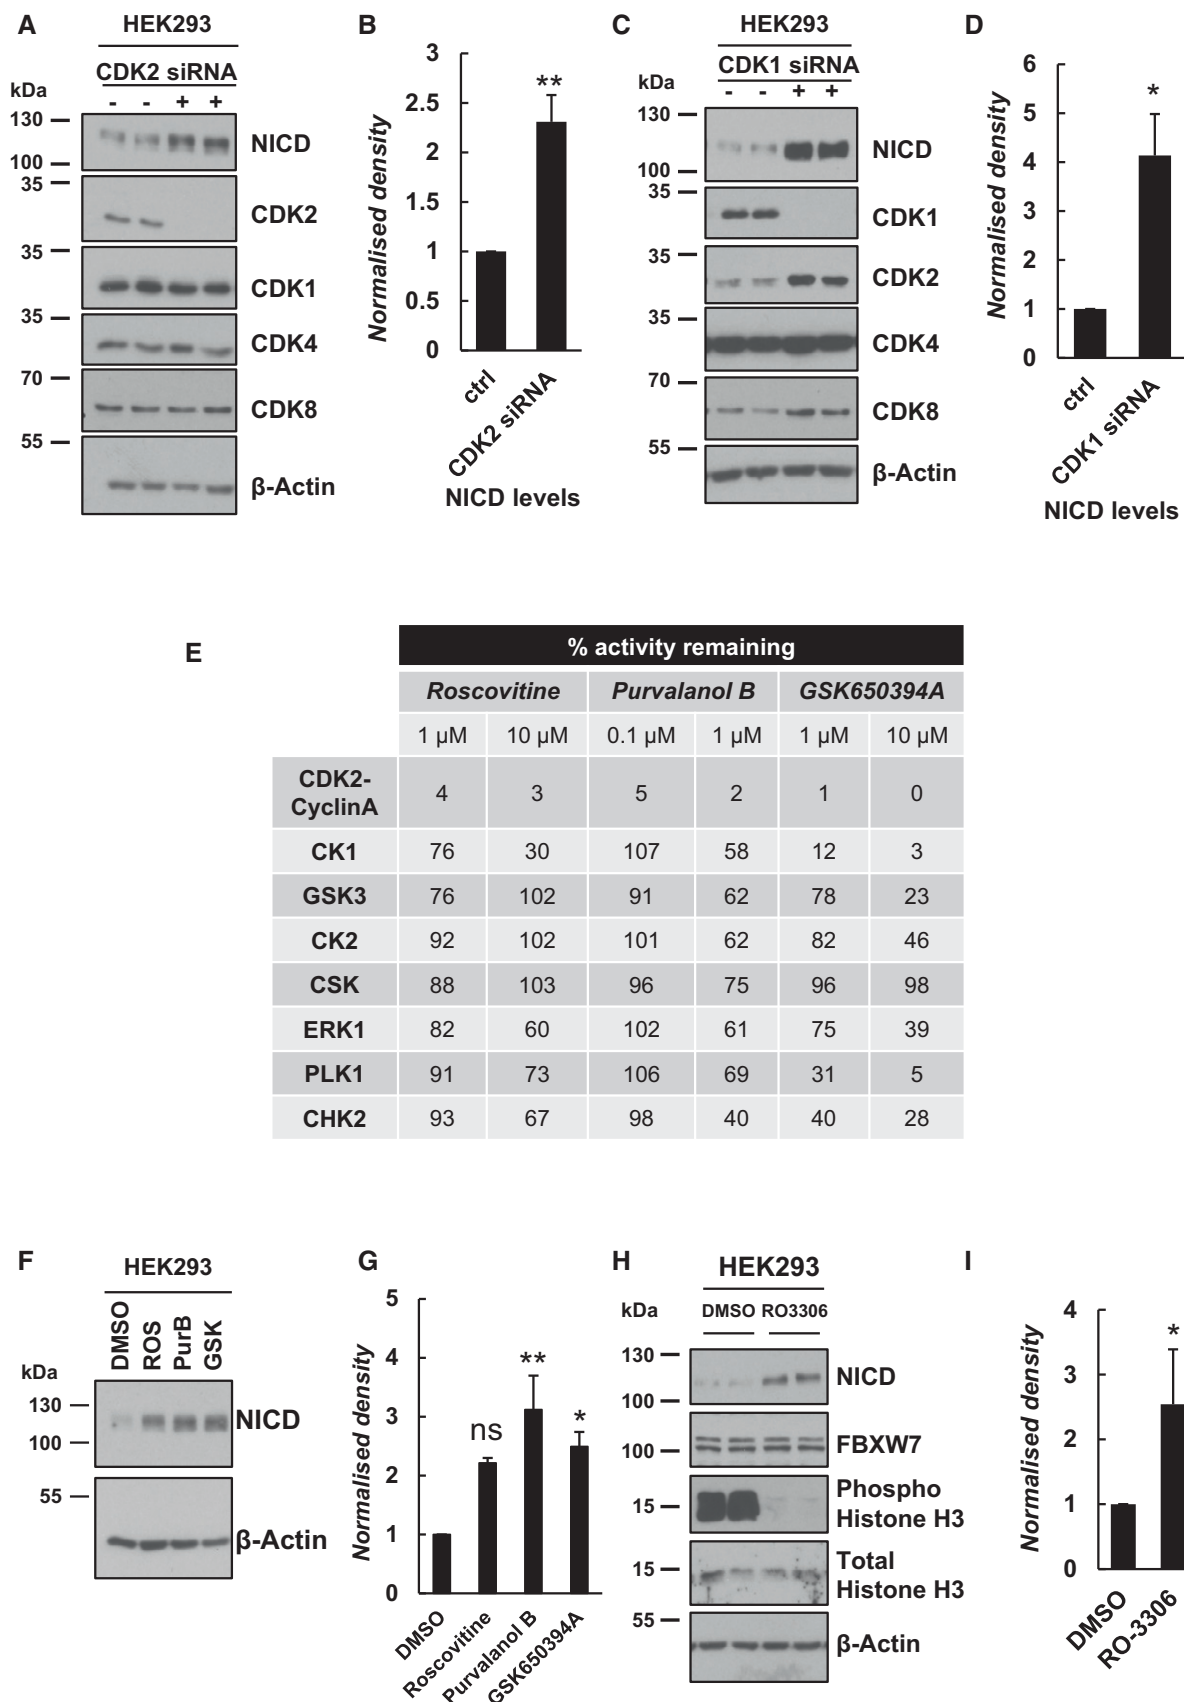 A
HEK293
CDK2 siRNA
kDa
- - + +
130
100
NICD
35
CDK2
35
CDK1
35
CDK4
70
CDK8
55
β-Actin
B
Normalised density
3
2.5
2
1.5
1
0.5
0
**
ctrl
CDK2 siRNA
NICD levels
C
HEK293
CDK1 siRNA
kDa
- - + +
130
100
NICD
35
CDK1
35
CDK2
35
CDK4
70
CDK8
55
β-Actin
D
Normalised density
6
5
4
3
2
1
0
*
ctrl
CDK1 siRNA
NICD levels
E
% activity remaining
Roscovitine Purvalanol B GSK650394A
1 µM 10 µM 0.1 µM 1 µM 1 µM 10 µM
CDK2-
CyclinA 4 3 5 2 1 0
CK1 76 30 107 58 12 3
GSK3 76 102 91 62 78 23
CK2 92 102 101 62 82 46
CSK 88 103 96 75 96 98
ERK1 82 60 102 61 75 39
PLK1 91 73 106 69 31 5
CHK2 93 67 98 40 40 28
F
HEK293
DMSO
ROS
PurB
GSK
kDa
130
100
NICD
55
β-Actin
G
Normalised density
5
4
3
2
1
0
ns
**
*
DMSO
Roscovitine
Purvalanol B
GSK650394A
H
HEK293
kDa
DMSO RO3306
130
100
NICD
100
FBXW7
15
Phospho
Histone H3
15
Total
Histone H3
55
β-Actin
I
Normalised density
4
3
2
1
0
*
DMSO
RO-3306